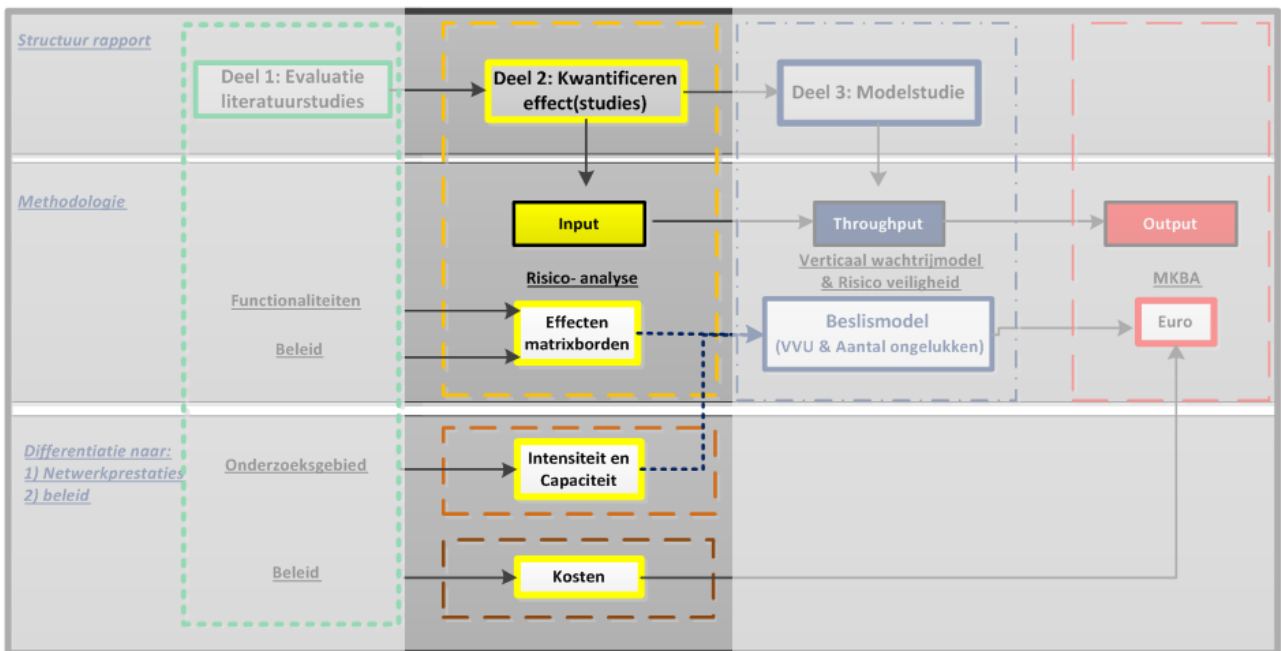 Structuur rapport
Deel 1: Evaluatie
literatuurstudies
Deel 2: Kwantificeren
effect(studies)
Deel 3: Modelstudie
Methodologie
Input
Throughput
Output
Risico- analyse
Verticaal wachtrijmodel
& Risico veiligheid
MKBA
Functionaliteiten
Beleid
Effecten
matrixborden
Beslismodel
(VVU & Aantal ongelukken)
Euro
Differentiatie naar:
1) Netwerkprestaties
2) beleid
Onderzoeksgebied
Intensiteit en
Capaciteit
Beleid
Kosten